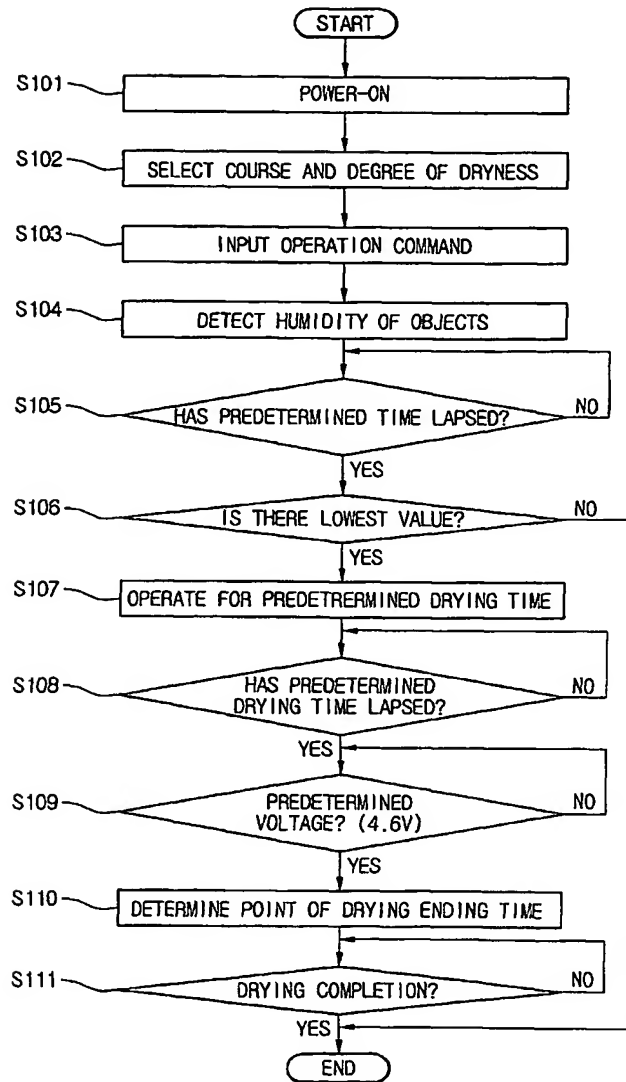 START
S101
POWER-ON
S102
SELECT COURSE AND DEGREE OF DRYNESS
S103
INPUT OPERATION COMMAND
S104
DETECT HUMIDITY OF OBJECTS
S105
HAS PREDETERMINED TIME LAPSED?
NO
YES
S106
IS THERE LOWEST VALUE?
NO
YES
S107
OPERATE FOR PREDETRERMINED DRYING TIME
S108
HAS PREDETERMINED
DRYING TIME LAPSED?
NO
YES
S109
PREDETERMINED
VOLTAGE? (4.6V)
NO
YES
S110
DETERMINE POINT OF DRYING ENDING TIME
S111
DRYING COMPLETION?
NO
YES
END